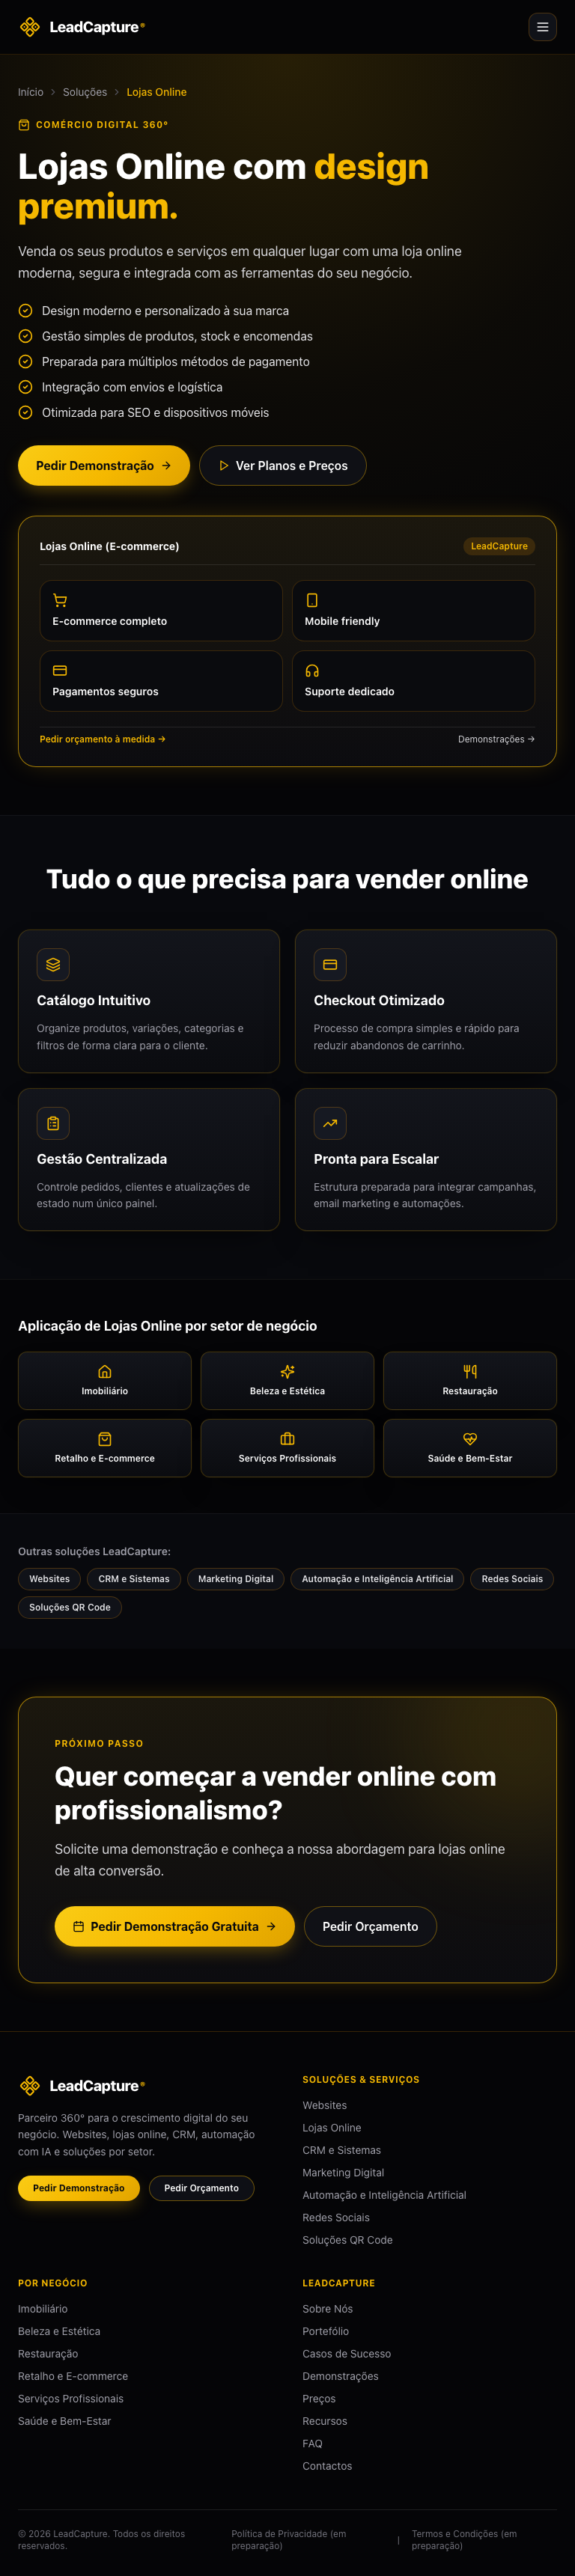 LeadCapture®
Início > Soluções > Lojas Online
COMÉRCIO DIGITAL 360º
Lojas Online com design
premium.
Venda os seus produtos e serviços em qualquer lugar com uma loja online
moderna, segura e integrada com as ferramentas do seu negócio.
Design moderno e personalizado à sua marca
Gestão simples de produtos, stock e encomendas
Preparada para múltiplos métodos de pagamento
Integração com envios e logística
Otimizada para SEO e dispositivos móveis
Pedir Demonstração →
Ver Planos e Preços
Lojas Online (E-commerce)
LeadCapture
E-commerce completo
Mobile friendly
Pagamentos seguros
Suporte dedicado
Pedir orçamento à medida →
Demonstrações →
Tudo o que precisa para vender online
Catálogo Intuitivo
Organize produtos, variações, categorias e
filtros de forma clara para o cliente.
Checkout Otimizado
Processo de compra simples e rápido para
reduzir abandonos de carrinho.
Gestão Centralizada
Controle pedidos, clientes e atualizações de
estado num único painel.
Pronta para Escalar
Estrutura preparada para integrar campanhas,
email marketing e automações.
Aplicação de Lojas Online por setor de negócio
Imobiliário
Beleza e Estética
Restauração
Retalho e E-commerce
Serviços Profissionais
Saúde e Bem-Estar
Outras soluções LeadCapture:
Websites
CRM e Sistemas
Marketing Digital
Automação e Inteligência Artificial
Redes Sociais
Soluções QR Code
PRÓXIMO PASSO
Quer começar a vender online com
profissionalismo?
Solicite uma demonstração e conheça a nossa abordagem para lojas online
de alta conversão.
Pedir Demonstração Gratuita →
Pedir Orçamento
LeadCapture®
Parceiro 360º para o crescimento digital do seu
negócio. Websites, lojas online, CRM, automação
com IA e soluções por setor.
Pedir Demonstração
Pedir Orçamento
SOLUÇÕES & SERVIÇOS
Websites
Lojas Online
CRM e Sistemas
Marketing Digital
Automação e Inteligência Artificial
Redes Sociais
Soluções QR Code
POR NEGÓCIO
Imobiliário
Beleza e Estética
Restauração
Retalho e E-commerce
Serviços Profissionais
Saúde e Bem-Estar
LEADCAPTURE
Sobre Nós
Portefólio
Casos de Sucesso
Demonstrações
Preços
Recursos
FAQ
Contactos
© 2026 LeadCapture. Todos os direitos
reservados.
Política de Privacidade (em
preparação)
|
Termos e Condições (em
preparação)